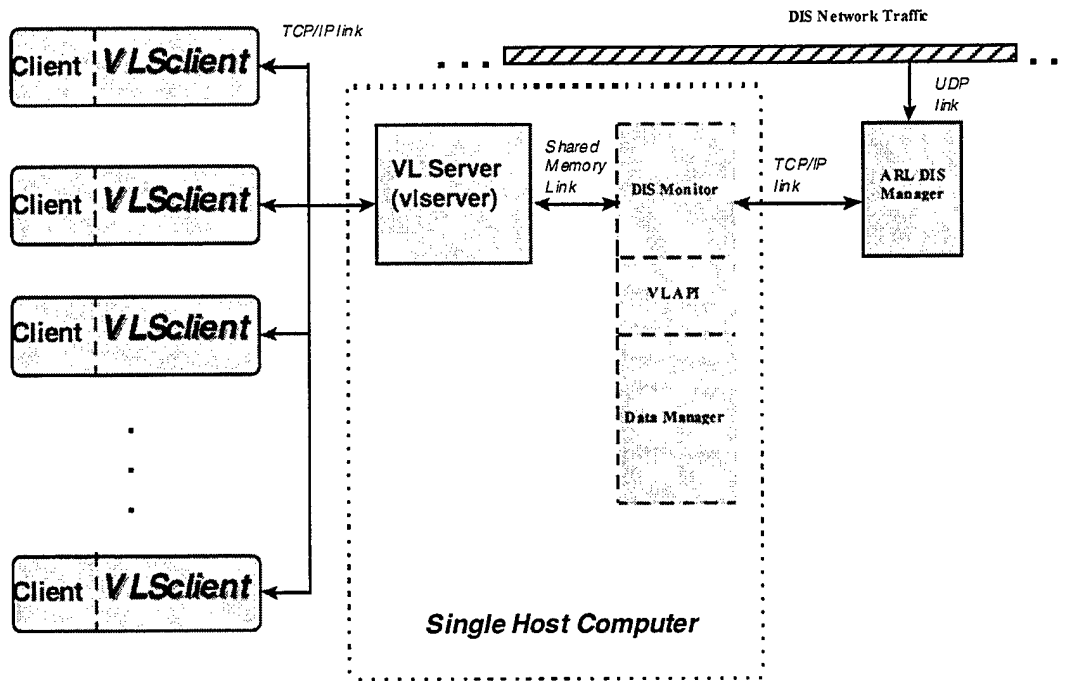 DIS Network Traffic
TCP/IP link
Client VLSclient
UDP
link
VL Server
(vlserver)
Shared
Memory
Link
DIS Monitor
TCP/IP
link
ARL DIS
Manager
Client VLSclient
VLAPI
Client VLSclient
Data Manager
Client VLSclient
Single Host Computer